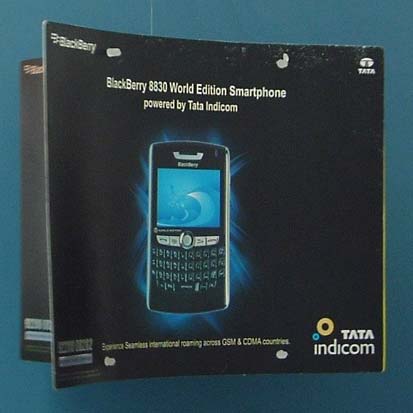 BlackBerry
TATA
BlackBerry 8830 World Edition Smartphone
powered by Tata Indicom
BlackBerry
Experience Seamless international roaming across GSM & CDMA countries.
TATA
indicom